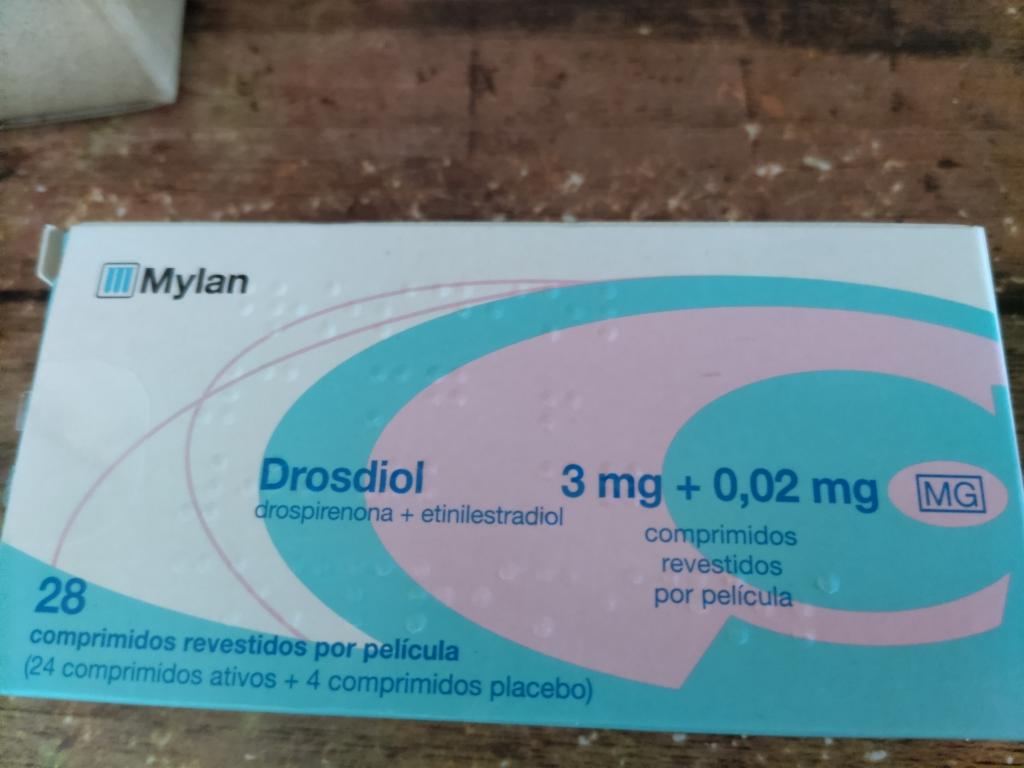 Mylan
Drosdiol 3 mg + 0,02 mg MG
drospirenona + etinilestradiol
comprimidos
revestidos
por película
28
comprimidos revestidos por película
(24 comprimidos ativos + 4 comprimidos placebo)